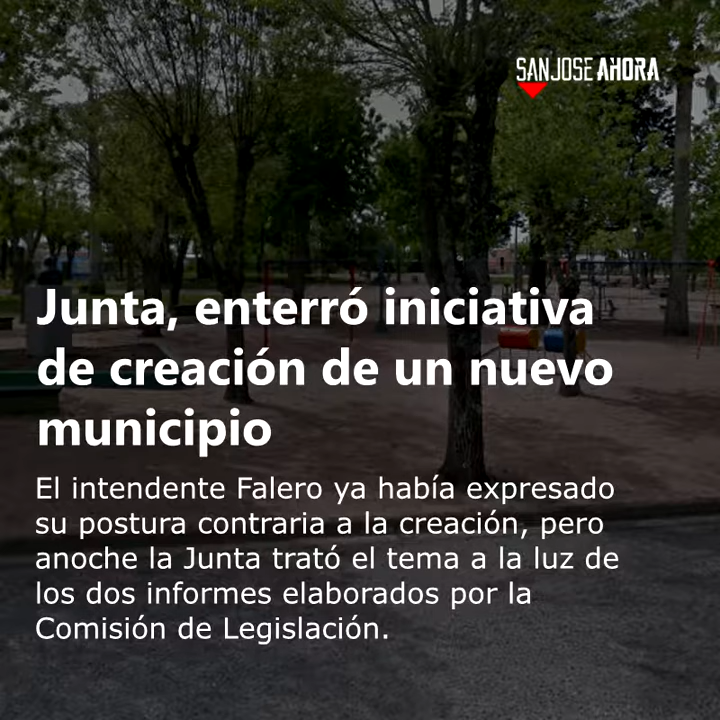 SAN JOSE AHORA
Junta, enterró iniciativa
de creación de un nuevo
municipio
El intendente Falero ya había expresado
su postura contraria a la creación, pero
anoche la Junta trató el tema a la luz de
los dos informes elaborados por la
Comisión de Legislación.